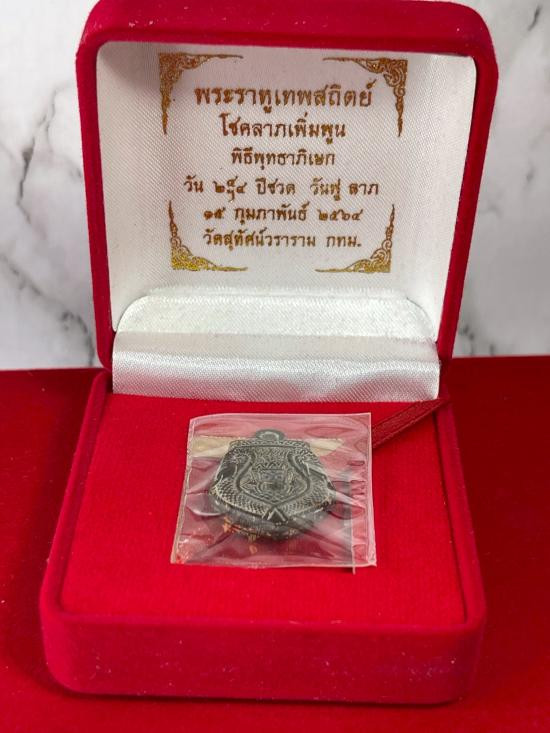 พระราหูเทพสถิตย์
โชคลาภเพิ่มพูน
พิธีพุทธาภิเษก
วัน ๒ ๔ ปีชวด วันฟู ลาภ
๑๕ กุมภาพันธ์ ๒๕๖๔
วัดสุทัศน์วราราม กทม.